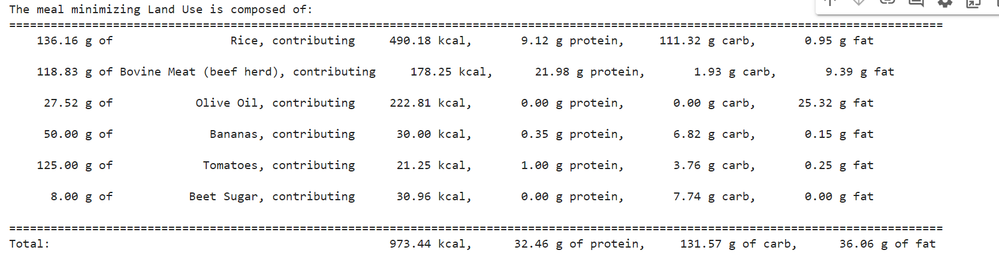 The meal minimizing Land Use is composed of:
=======================================================================================================================================
136.16 g of Rice, contributing 490.18 kcal, 9.12 g protein, 111.32 g carb, 0.95 g fat
118.83 g of Bovine Meat (beef herd), contributing 178.25 kcal, 21.98 g protein, 1.93 g carb, 9.39 g fat
27.52 g of Olive Oil, contributing 222.81 kcal, 0.00 g protein, 0.00 g carb, 25.32 g fat
50.00 g of Bananas, contributing 30.00 kcal, 0.35 g protein, 6.82 g carb, 0.15 g fat
125.00 g of Tomatoes, contributing 21.25 kcal, 1.00 g protein, 3.76 g carb, 0.25 g fat
8.00 g of Beet Sugar, contributing 30.96 kcal, 0.00 g protein, 7.74 g carb, 0.00 g fat
=======================================================================================================================================
Total: 973.44 kcal, 32.46 g of protein, 131.57 g of carb, 36.06 g of fat